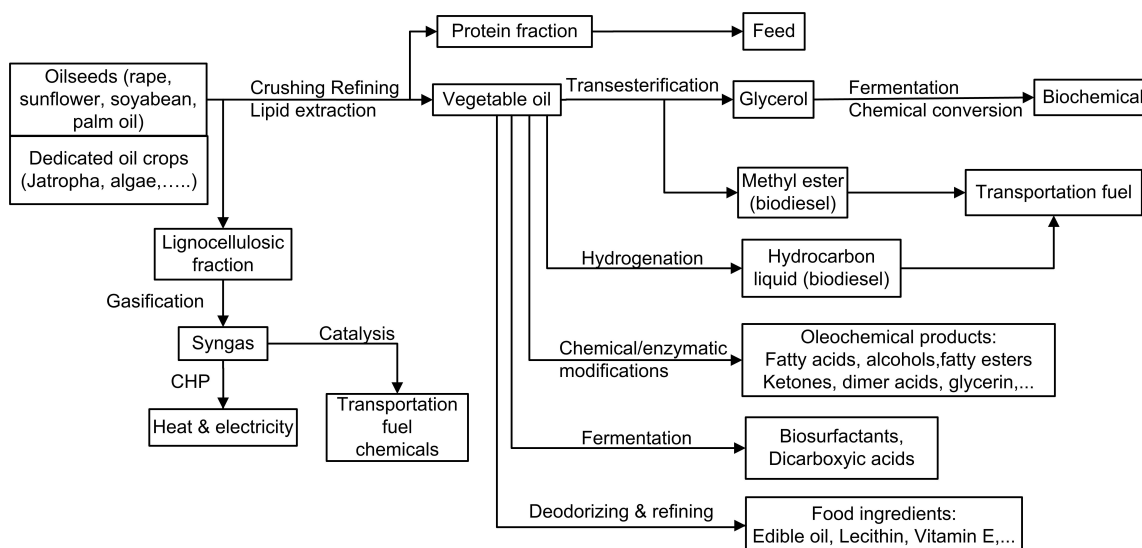 Protein fraction
Feed
Oilseeds (rape,
sunflower, soyabean,
palm oil)
Dedicated oil crops
(Jatropha, algae,.....)
Crushing Refining
Lipid extraction
Vegetable oil
Transesterification
Glycerol
Fermentation
Chemical conversion
Biochemical
Methyl ester
(biodiesel)
Transportation fuel
Lignocellulosic
fraction
Hydrogenation
Hydrocarbon
liquid (biodiesel)
Gasification
Syngas
Catalysis
CHP
Heat & electricity
Transportation
fuel
chemicals
Chemical/enzymatic
modifications
Oleochemical products:
Fatty acids, alcohols,fatty esters
Ketones, dimer acids, glycerin,...
Fermentation
Biosurfactants,
Dicarboxyic acids
Deodorizing & refining
Food ingredients:
Edible oil, Lecithin, Vitamin E,...